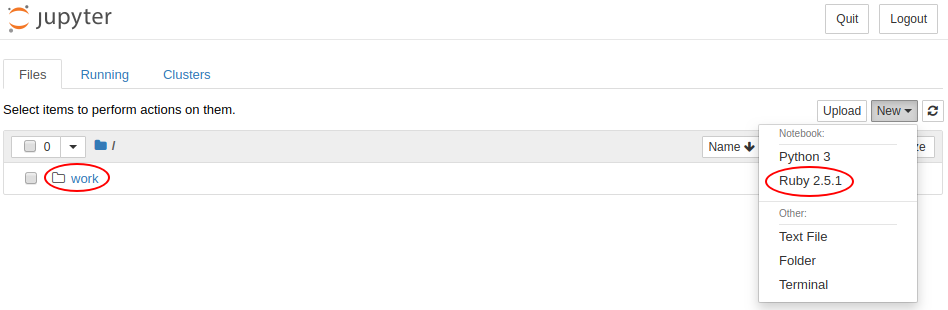 jupyter Quit Logout
Files Running Clusters
Select items to perform actions on them. Upload New
0 / Name ze
work
Notebook:
Python 3
Ruby 2.5.1
Other:
Text File
Folder
Terminal